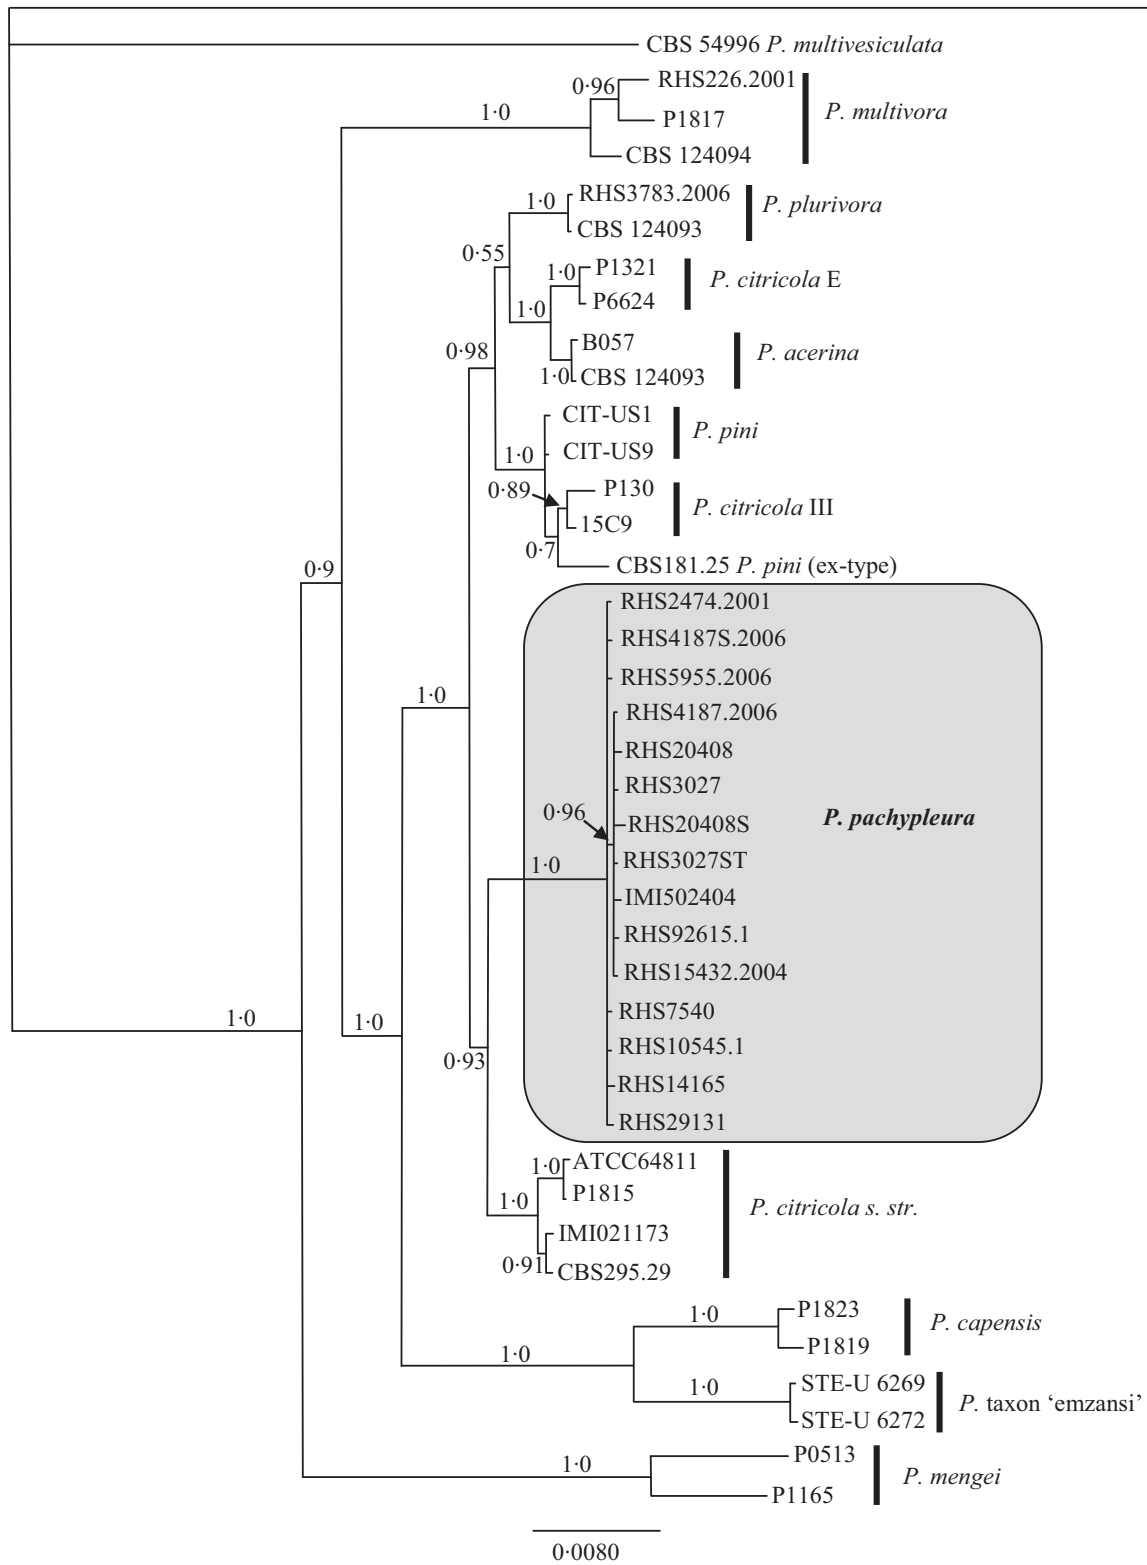 CBS 54996 P. multivesiculata
RHS226.2001
0·96
P. multivora
1·0
P1817
CBS 124094
RHS3783.2006
1·0
P. plurivora
CBS 124093
0·55
P1321
1·0
P. citricola E
P6624
1·0
B057
0·98
P. acerina
1·0
CBS 124093
CIT-US1
P. pini
1·0
CIT-US9
0·89
P130
P. citricola III
15C9
0·7
CBS181.25 P. pini (ex-type)
0·9
RHS2474.2001
RHS4187S.2006
RHS5955.2006
1·0
RHS4187.2006
RHS20408
RHS3027
0·96
RHS20408S
P. pachypleura
RHS3027ST
1·0
IMI502404
RHS92615.1
RHS15432.2004
RHS7540
1·0
1·0
RHS10545.1
0·93
RHS14165
RHS29131
ATCC64811
1·0
P1815
1·0
P. citricola s. str.
IMI021173
0·91
CBS295.29
P1823
1·0
P. capensis
P1819
1·0
STE-U 6269
1·0
P. taxon ‘emzansi’
STE-U 6272
P0513
1·0
P. mengei
P1165
0·0080